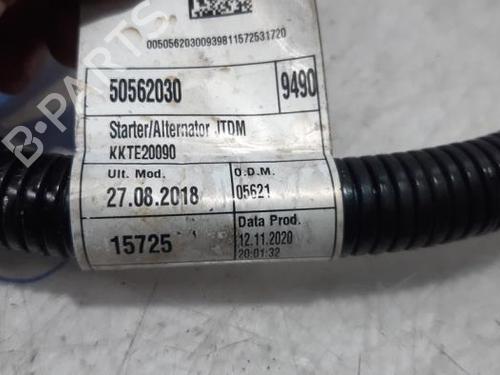 00505620300939811572531720
50562030 9490
Starter/Alternator JTDM
KKTE20090
Ult. Mod. O.D.M.
27.08.2018 05621
15725 Data Prod.
12.11.2020
20:01:32
B-PARTS